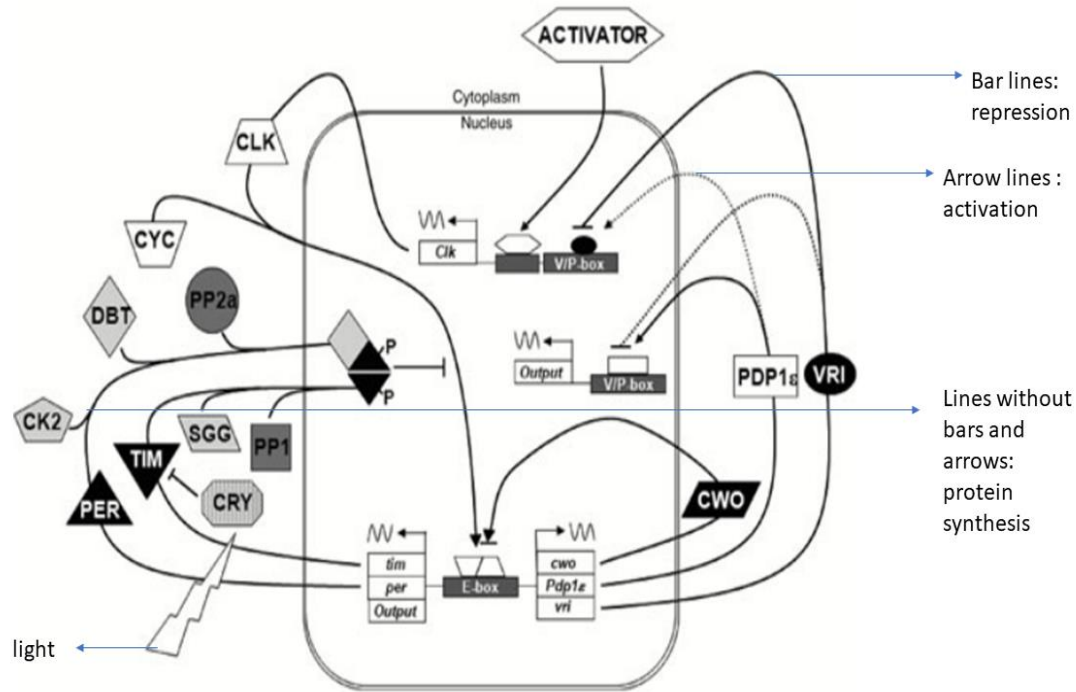 ACTIVATOR
Cytoplasm
Nucleus
Bar lines:
repression
CLK
Arrow lines :
activation
CYC
Clk
V/P-box
PP2a
DBT
P
Output
V/P-box
PDP1ε
VRI
P
CK2
SGG
PP1
Lines without
bars and
arrows:
protein
synthesis
TIM
CRY
PER
CWO
tim
per
Output
E-box
cwo
Pdp1ε
vri
light